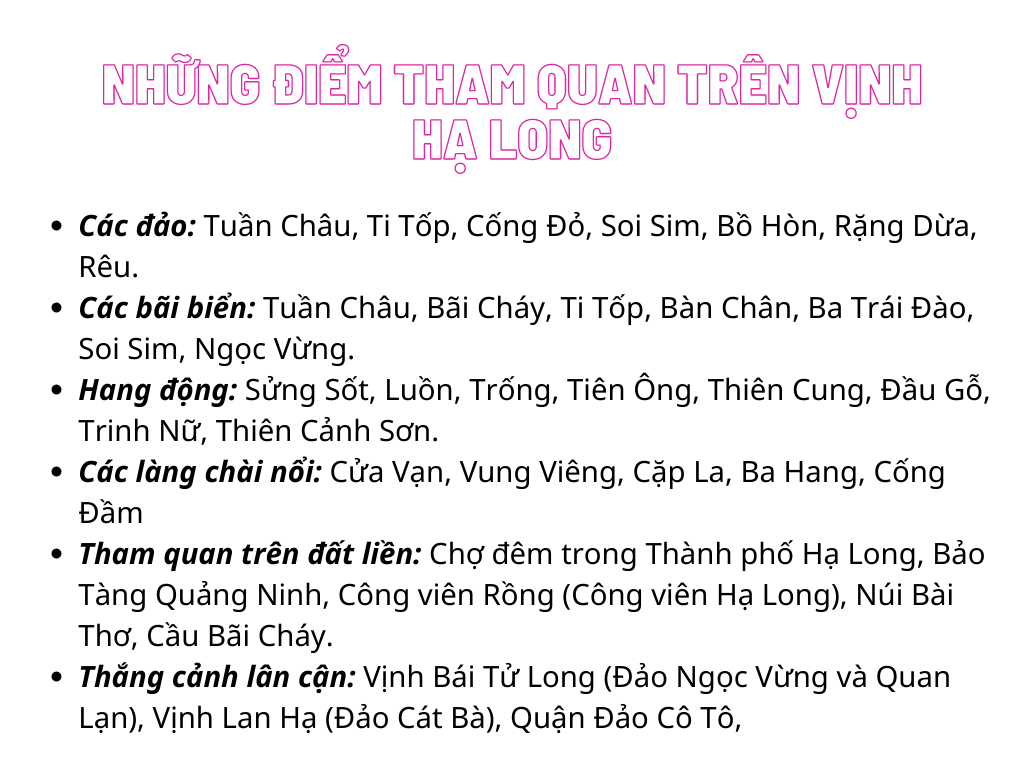 NHỮNG ĐIỂM THAM QUAN TRÊN VỊNH
HẠ LONG
• Các đảo: Tuần Châu, Ti Tốp, Cống Đỏ, Soi Sim, Bồ Hòn, Rặng Dừa,
Rêu.
• Các bãi biển: Tuần Châu, Bãi Cháy, Ti Tốp, Bàn Chân, Ba Trái Đào,
Soi Sim, Ngọc Vừng.
• Hang động: Sửng Sốt, Luồn, Trống, Tiên Ông, Thiên Cung, Đầu Gỗ,
Trinh Nữ, Thiên Cảnh Sơn.
• Các làng chài nổi: Cửa Vạn, Vung Viêng, Cặp La, Ba Hang, Cống
Đầm
• Tham quan trên đất liền: Chợ đêm trong Thành phố Hạ Long, Bảo
Tàng Quảng Ninh, Công viên Rồng (Công viên Hạ Long), Núi Bài
Thơ, Cầu Bãi Cháy.
• Thắng cảnh lân cận: Vịnh Bái Tử Long (Đảo Ngọc Vừng và Quan
Lạn), Vịnh Lan Hạ (Đảo Cát Bà), Quận Đảo Cô Tô,